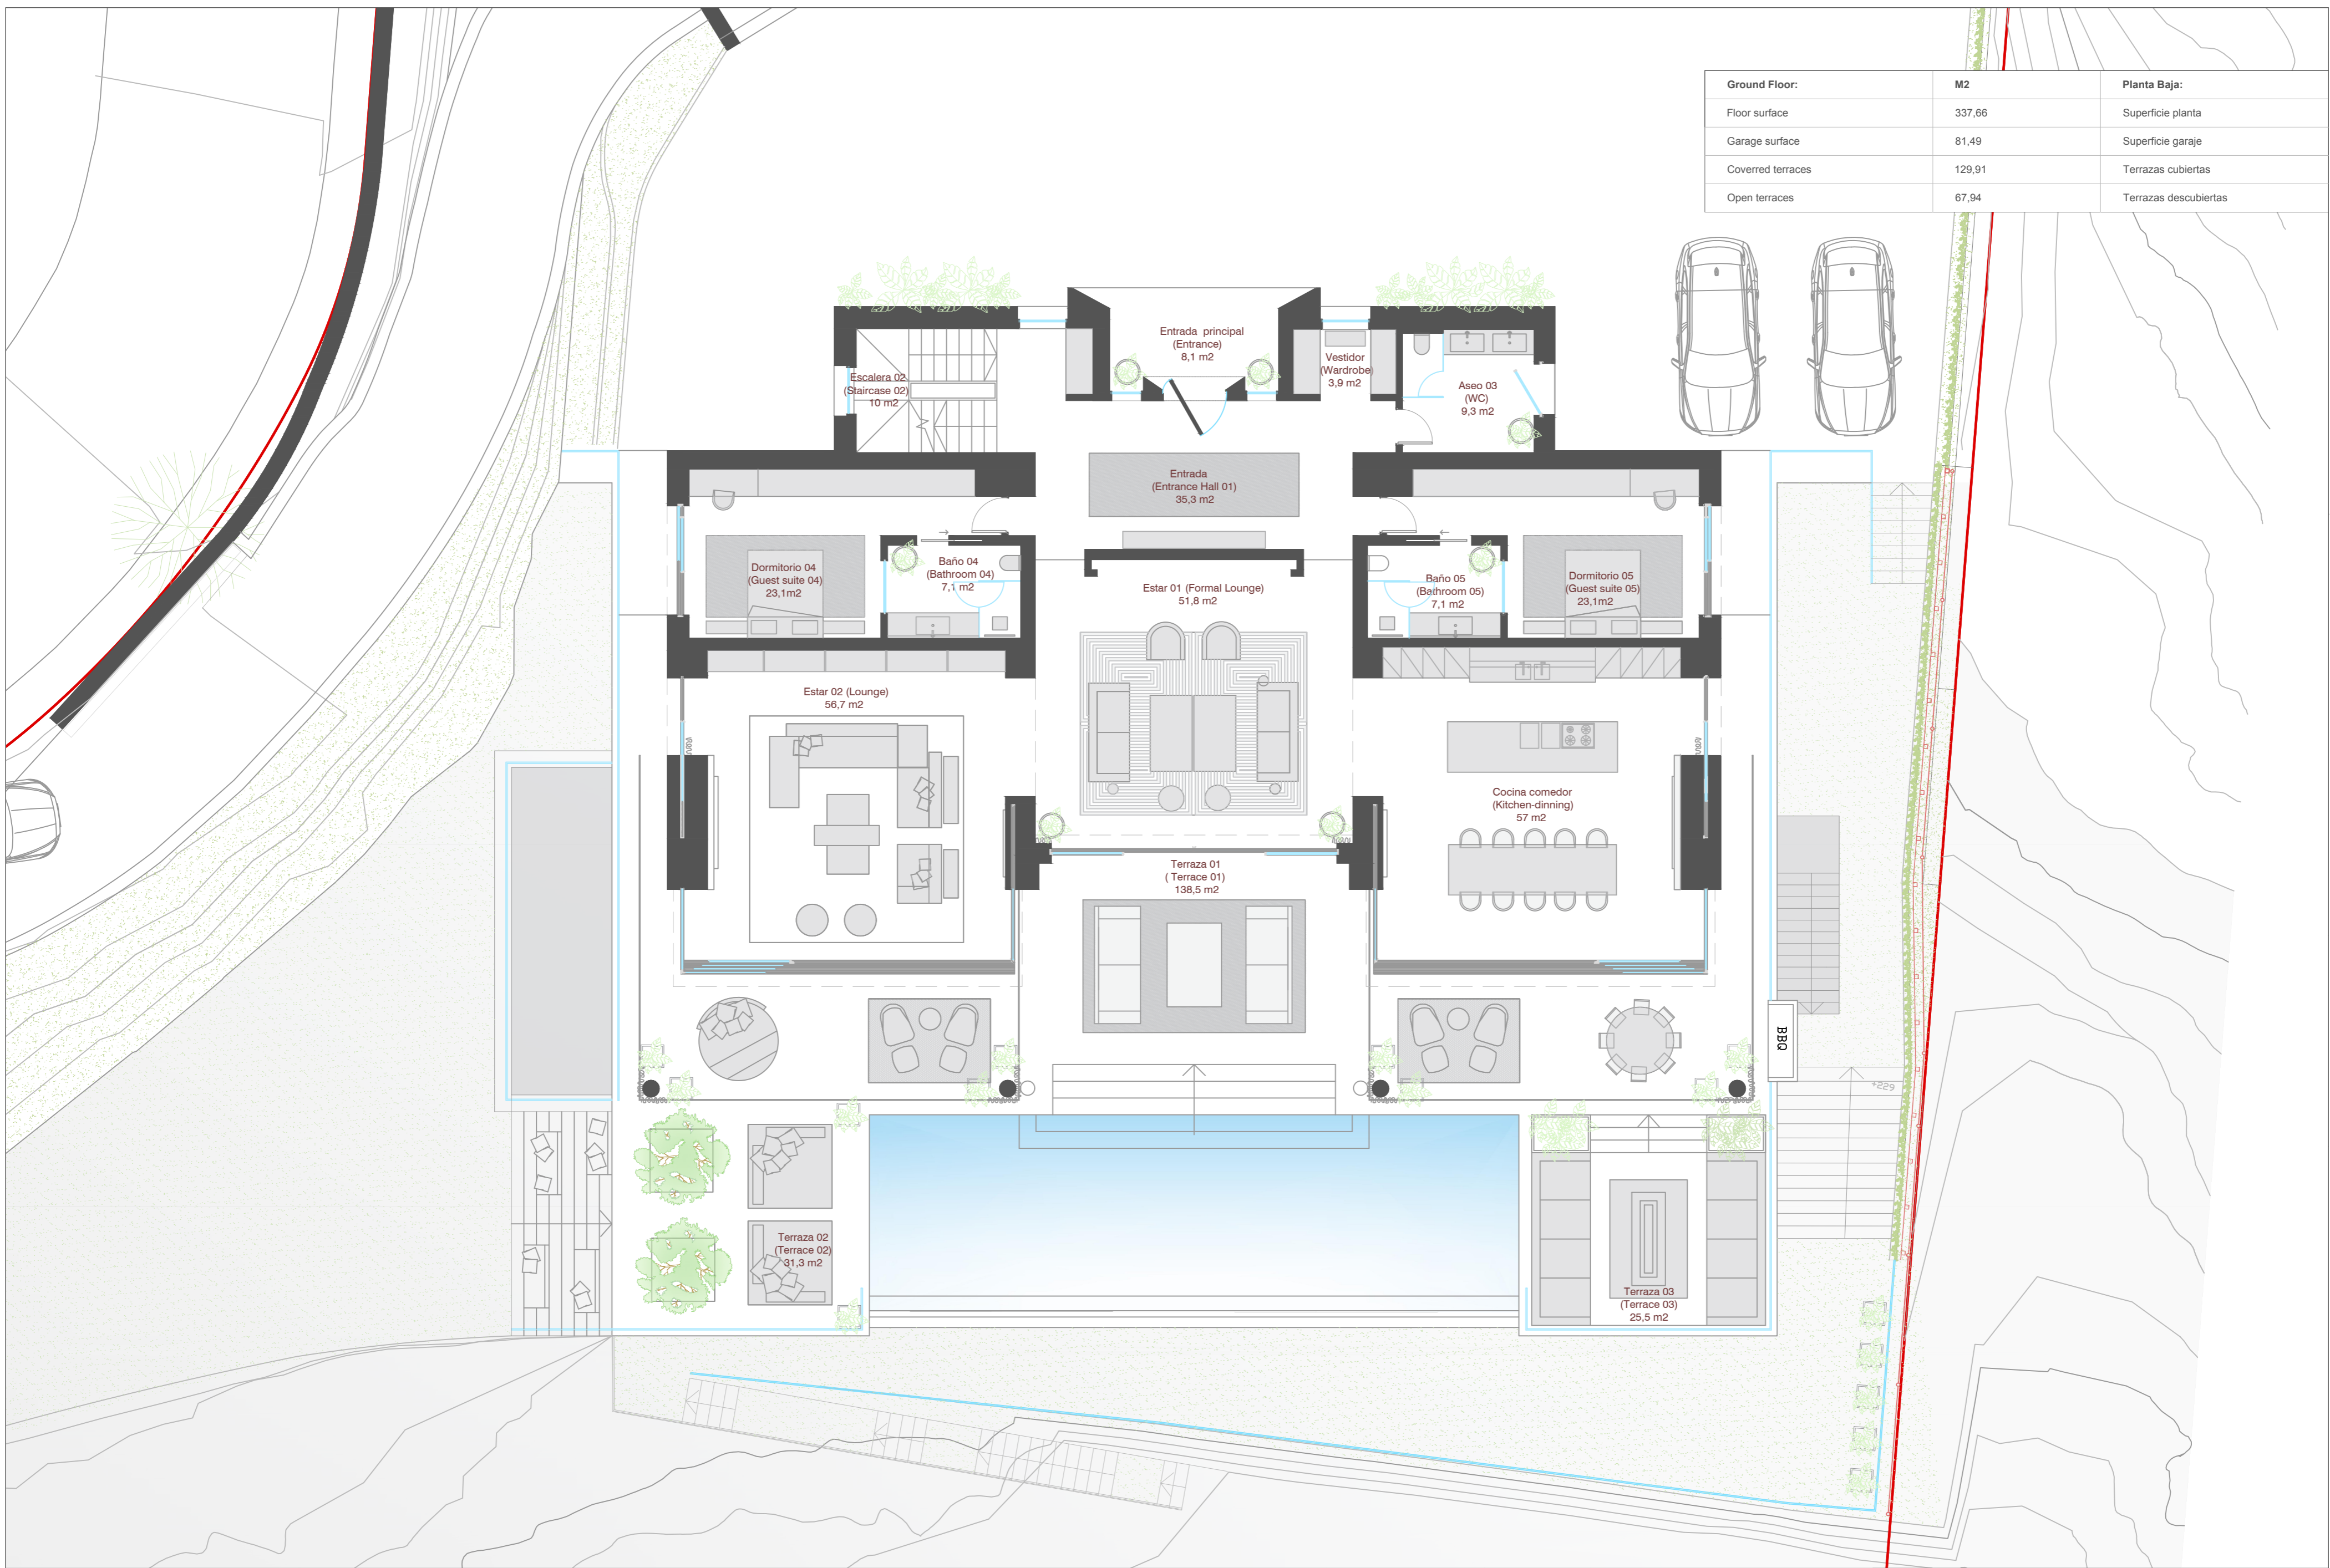 Ground Floor: M2 Planta Baja:
Floor surface 337,66 Superficie planta
Garage surface 81,49 Superficie garaje
Coverred terraces 129,91 Terrazas cubiertas
Open terraces 67,94 Terrazas descubiertas
Entrada principal
(Entrance)
8,1 m2
Escalera 02
(Staircase 02)
10 m2
Vestidor
(Wardrobe)
3,9 m2
Aseo 03
(WC)
9,3 m2
Entrada
(Entrance Hall 01)
35,3 m2
Dormitorio 04
(Guest suite 04)
23,1m2
Baño 04
(Bathroom 04)
7,1 m2
Estar 01 (Formal Lounge)
51,8 m2
Baño 05
(Bathroom 05)
7,1 m2
Dormitorio 05
(Guest suite 05)
23,1m2
Estar 02 (Lounge)
56,7 m2
Cocina comedor
(Kitchen-dinning)
57 m2
Terraza 01
( Terrace 01)
138,5 m2
BBQ
+229
Terraza 02
(Terrace 02)
31,3 m2
Terraza 03
(Terrace 03)
25,5 m2